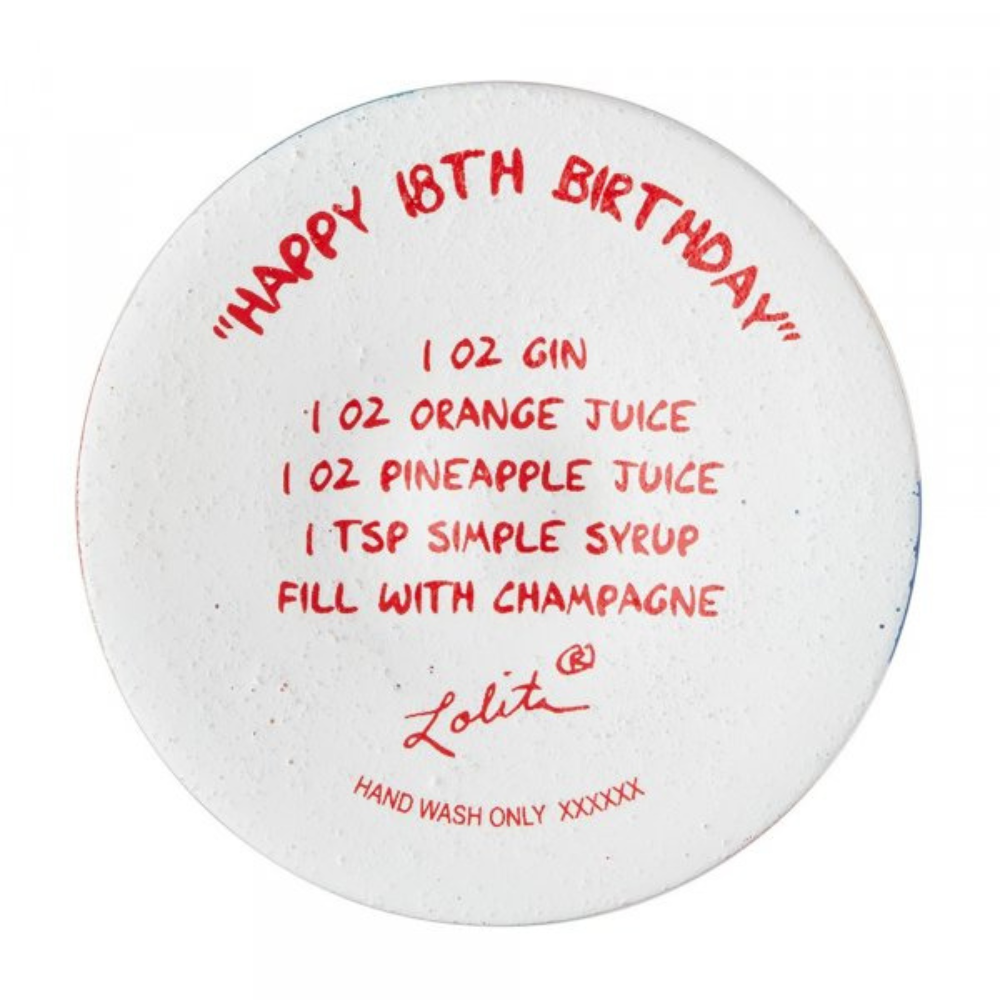 "HAPPY 18TH BIRTHDAY"
1 OZ GIN
1 OZ ORANGE JUICE
1 OZ PINEAPPLE JUICE
1 TSP SIMPLE SYRUP
FILL WITH CHAMPAGNE
Lolita®
HAND WASH ONLY XXXXXX